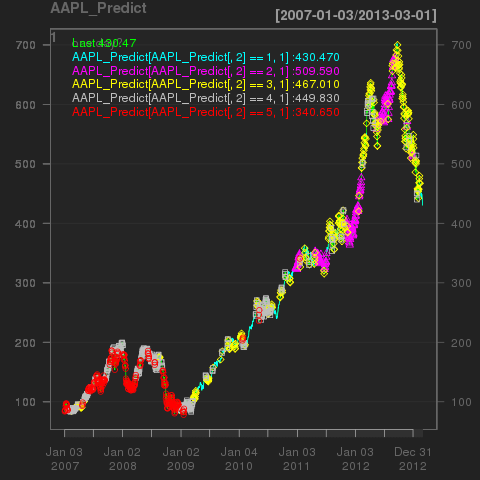 AAPL_Predict
[2007-01-03/2013-03-01]
1
Last 430.47
AAPL_Predict[AAPL_Predict[, 2] == 1, 1] :430.470
AAPL_Predict[AAPL_Predict[, 2] == 2, 1] :509.590
AAPL_Predict[AAPL_Predict[, 2] == 3, 1] :467.010
AAPL_Predict[AAPL_Predict[, 2] == 4, 1] :449.830
AAPL_Predict[AAPL_Predict[, 2] == 5, 1] :340.650
700 700
600 600
500 500
400 400
300 300
200 200
100 100
Jan 03 Jan 02 Jan 02 Jan 04 Jan 03 Jan 03 Dec 31
2007 2008 2009 2010 2011 2012 2012